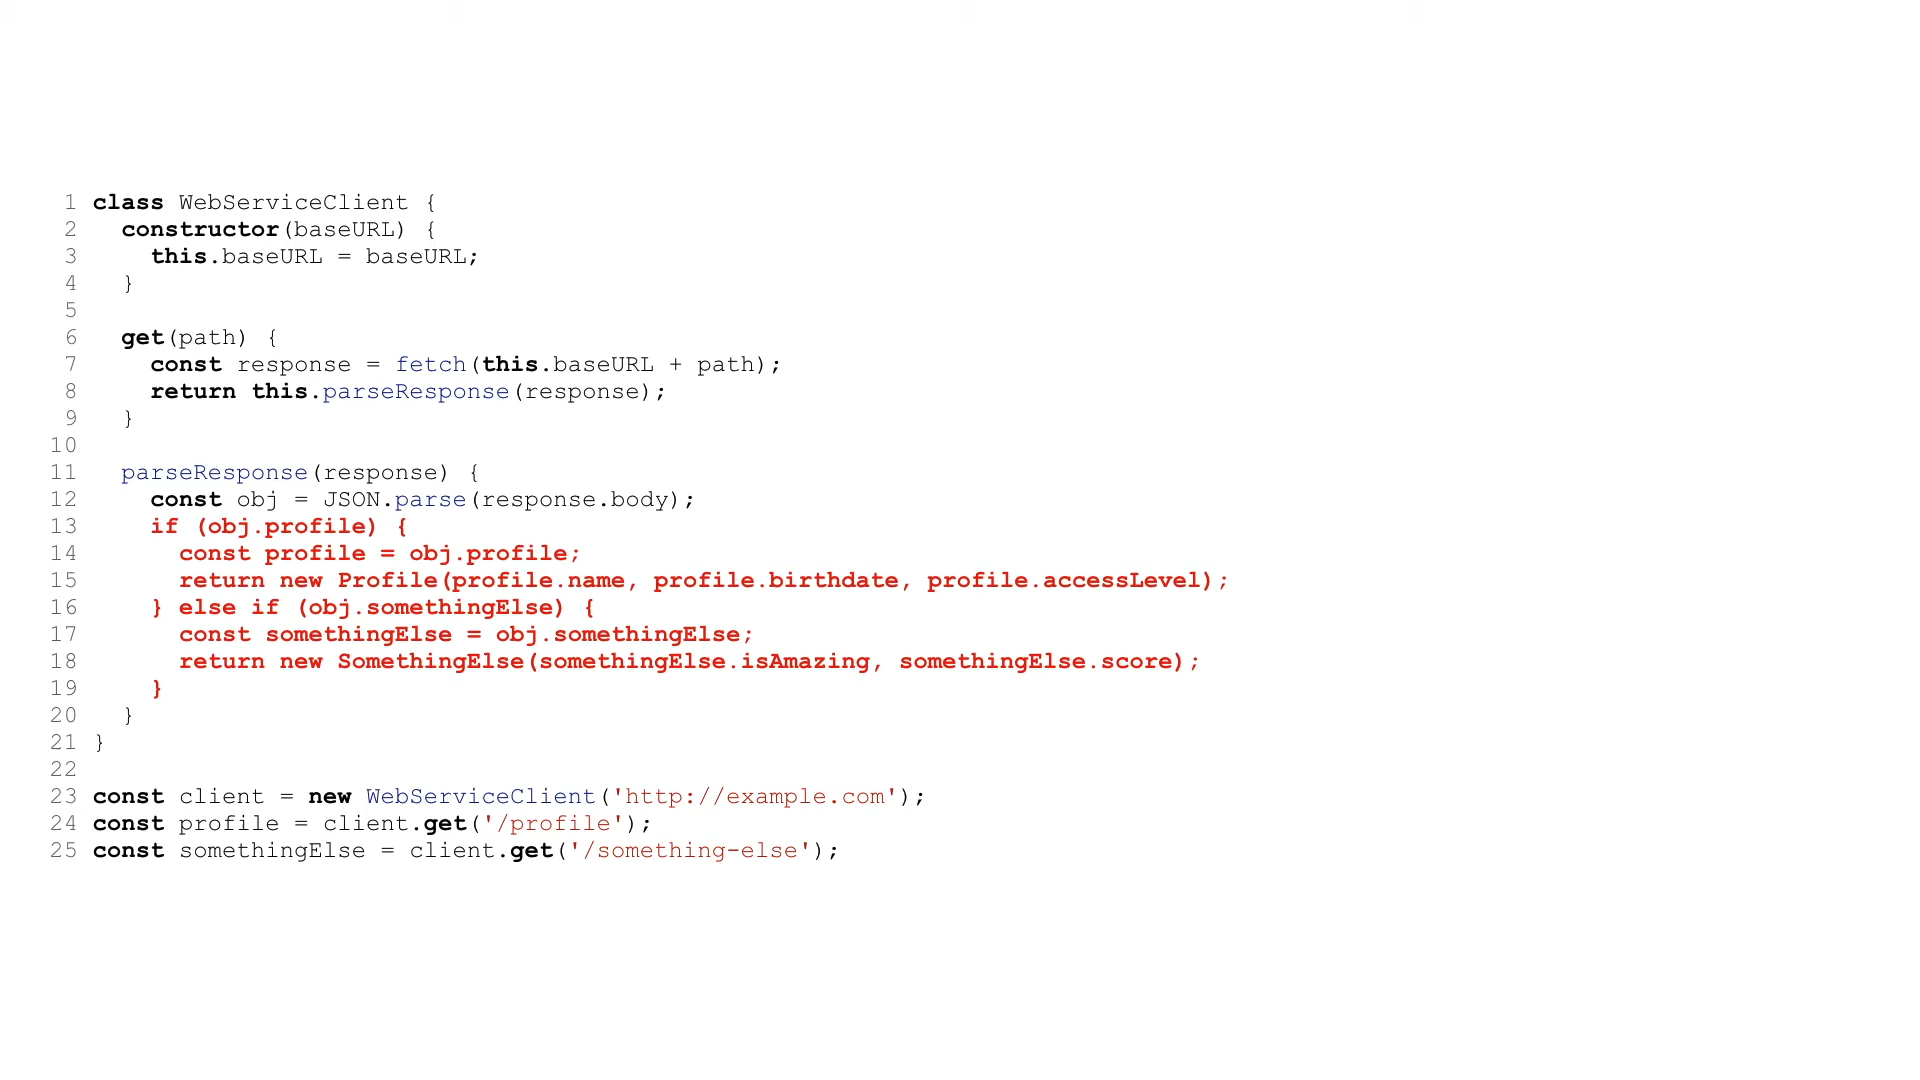 1 class WebServiceClient {
2   constructor(baseURL) {
3     this.baseURL = baseURL;
4   }
5
6   get(path) {
7     const response = fetch(this.baseURL + path);
8     return this.parseResponse(response);
9   }
10
11   parseResponse(response) {
12     const obj = JSON.parse(response.body);
13     if (obj.profile) {
14       const profile = obj.profile;
15       return new Profile(profile.name, profile.birthdate, profile.accessLevel);
16     } else if (obj.somethingElse) {
17       const somethingElse = obj.somethingElse;
18       return new SomethingElse(somethingElse.isAmazing, somethingElse.score);
19     }
20   }
21 }
22
23 const client = new WebServiceClient('http://example.com');
24 const profile = client.get('/profile');
25 const somethingElse = client.get('/something-else');